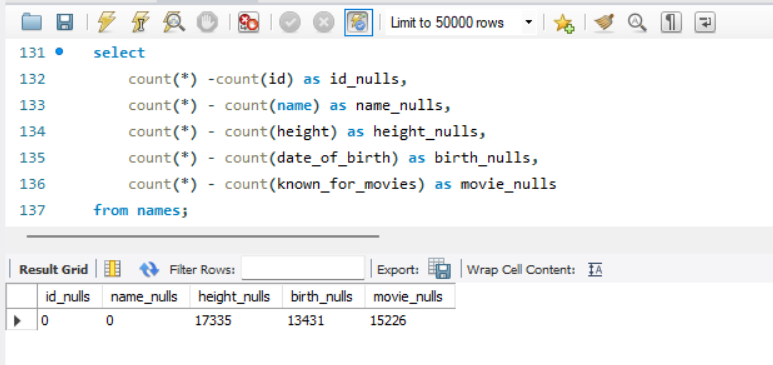 Limit to 50000 rows
131 select
132 count(*) -count(id) as id_nulls,
133 count(*) - count(name) as name_nulls,
134 count(*) - count(height) as height_nulls,
135 count(*) - count(date_of_birth) as birth_nulls,
136 count(*) - count(known_for_movies) as movie_nulls
137 from names;
Result Grid Filter Rows: Export: Wrap Cell Content: IA
id_nulls name_nulls height_nulls birth_nulls movie_nulls
0 0 17335 13431 15226